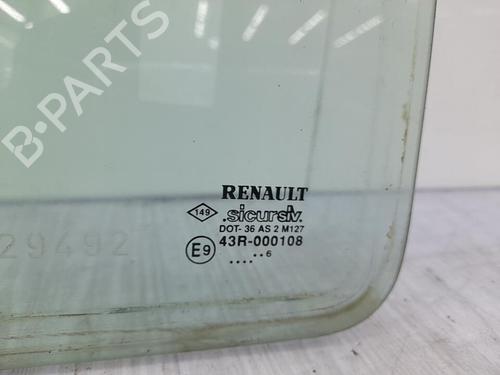 B-PARTS
RENAULT
149 .sicursiv.
DOT- 36 AS 2 M127
E9 43R-000108
.... ..6
29492